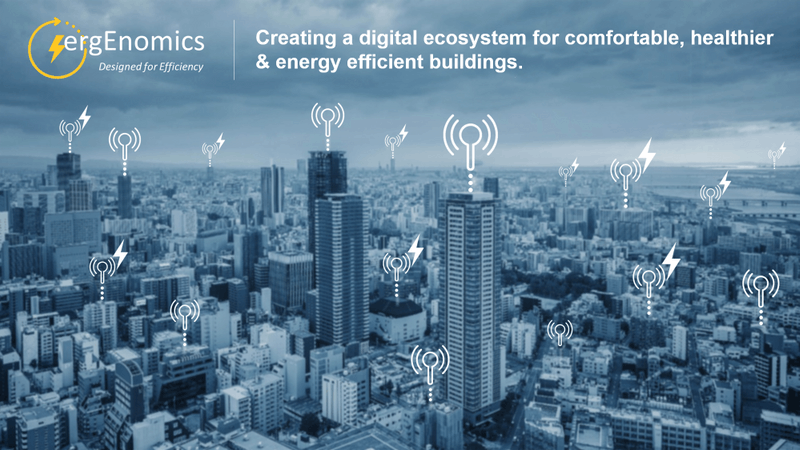 ergEnomics
Designed for Efficiency
Creating a digital ecosystem for comfortable, healthier
& energy efficient buildings.